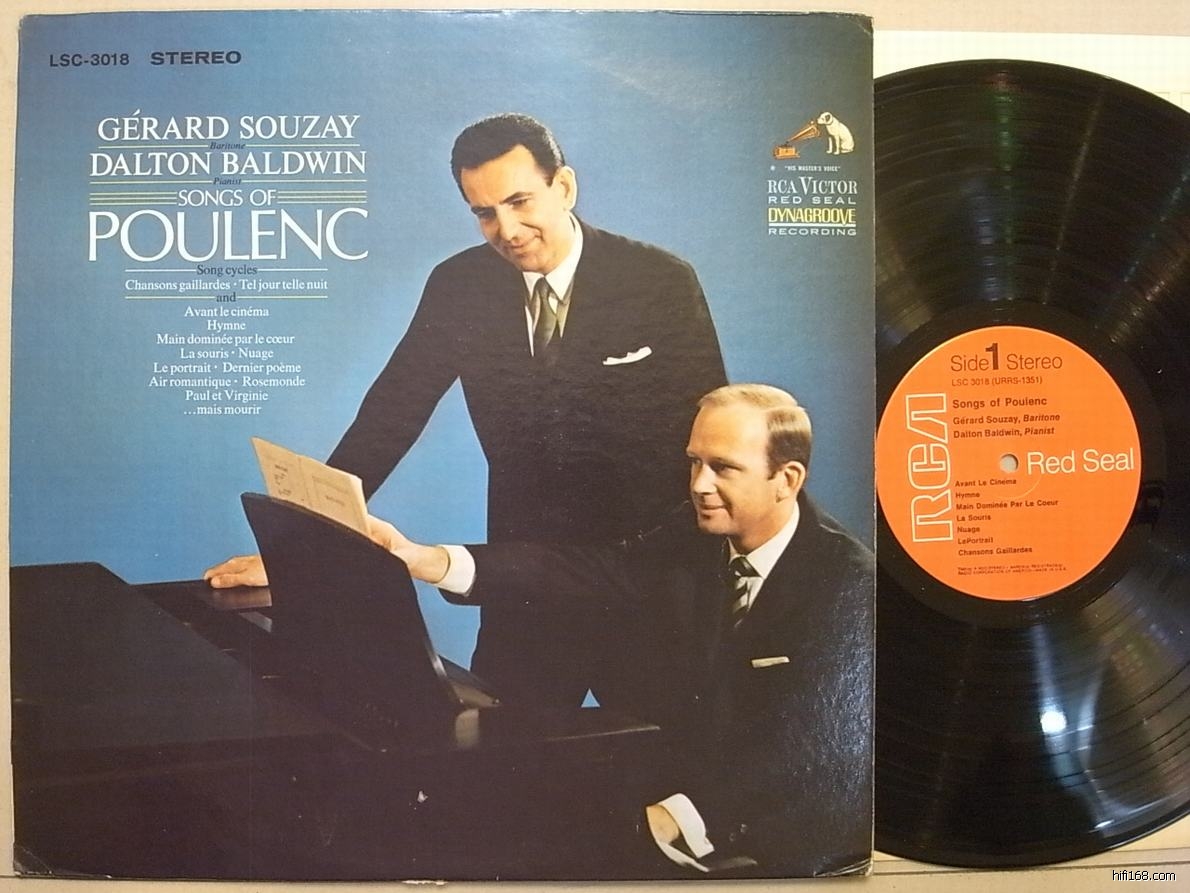 LSC-3018 STEREO
GÉRARD SOUZAY
Baritone
DALTON BALDWIN
Pianist
SONGS OF
POULENC
Song cycles
Chansons gaillardes • Tel jour telle nuit
and
Avant le cinéma
Hymne
Main dominée par le cœur
La souris • Nuage
Le portrait • Dernier poème
Air romantique • Rosemonde
Paul et Virginie
...mais mourir
"HIS MASTER'S VOICE"
RCA VICTOR
RED SEAL
DYNAGROOVE
RECORDING
Side 1 Stereo
LSC 3018 (URRS-1351)
Songs of Poulenc
Gérard Souzay, Baritone
Dalton Baldwin, Pianist
RCA
Red Seal
Avant Le Cinéma
Hymne
Main Dominée Par Le Coeur
La Souris
Nuage
LePortrait
Chansons Gaillardes
hifi168.com